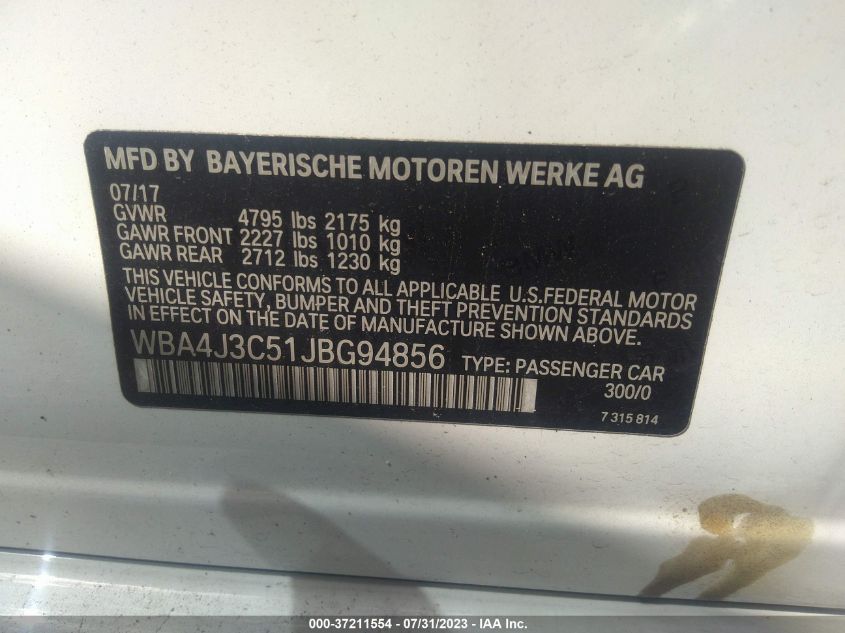 MFD BY BAYERISCHE MOTOREN WERKE AG
07/17
GVWR 4795 lbs 2175 kg
GAWR FRONT 2227 lbs 1010 kg
GAWR REAR 2712 lbs 1230 kg
THIS VEHICLE CONFORMS TO ALL APPLICABLE U.S.FEDERAL MOTOR
VEHICLE SAFETY, BUMPER AND THEFT PREVENTION STANDARDS
IN EFFECT ON THE DATE OF MANUFACTURE SHOWN ABOVE.
WBA4J3C51JBG94856 TYPE: PASSENGER CAR
300/0
7 315 814
000-37211554 / 07/31/2023 - IAA Inc.